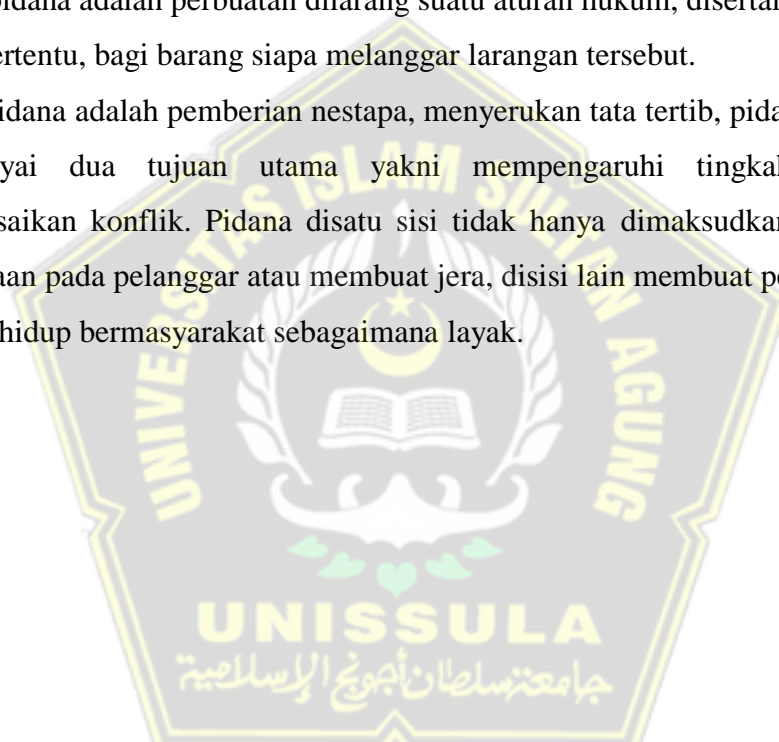 pidana adalah perbuatan dilarang suatu aturan hukum, disertai
ertentu, bagi barang siapa melanggar larangan tersebut.
idana adalah pemberian nestapa, menyerukan tata tertib, pida
yai dua tujuan utama yakni mempengaruhi tingkal
saikan konflik. Pidana disatu sisi tidak hanya dimaksudkan
aan pada pelanggar atau membuat jera, disisi lain membuat pe
hidup bermasyarakat sebagaimana layak.
UNIVERSITAS ISLAM SULTAN AGUNG
UNISSULA
جامعة سلطان أجونج الإسلامية